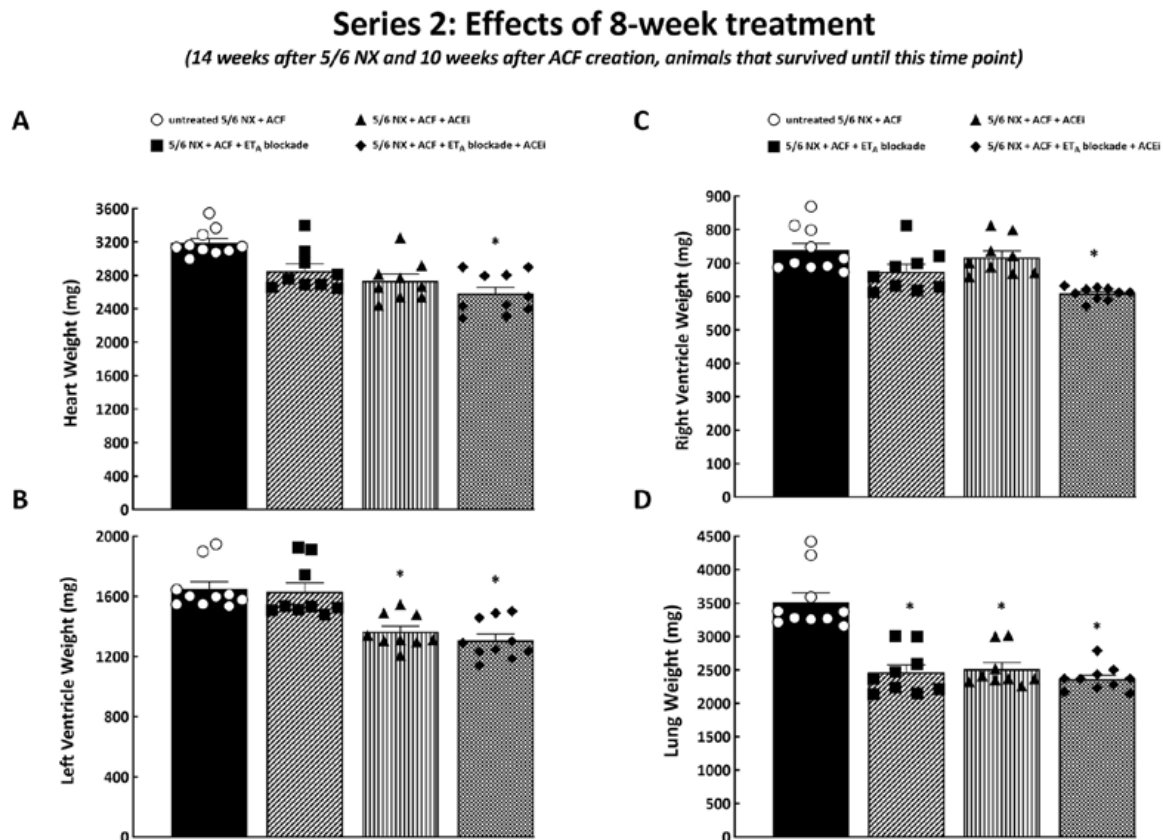 Series 2: Effects of 8-week treatment
(14 weeks after 5/6 NX and 10 weeks after ACF creation, animals that survived until this time point)
A
untreated 5/6 NX + ACF
5/6 NX + ACF + ACEi
5/6 NX + ACF + ETA blockade
5/6 NX + ACF + ETA blockade + ACEi
Heart Weight (mg)
3600
3200
2800
2400
2000
1600
1200
800
400
0
*
B
Left Ventricle Weight (mg)
2000
1600
1200
800
400
0
*
*
C
untreated 5/6 NX + ACF
5/6 NX + ACF + ACEi
5/6 NX + ACF + ETA blockade
5/6 NX + ACF + ETA blockade + ACEi
Right Ventricle Weight (mg)
900
800
700
600
500
400
300
200
100
0
*
D
Lung Weight (mg)
4500
4000
3500
3000
2500
2000
1500
1000
500
0
*
*
*